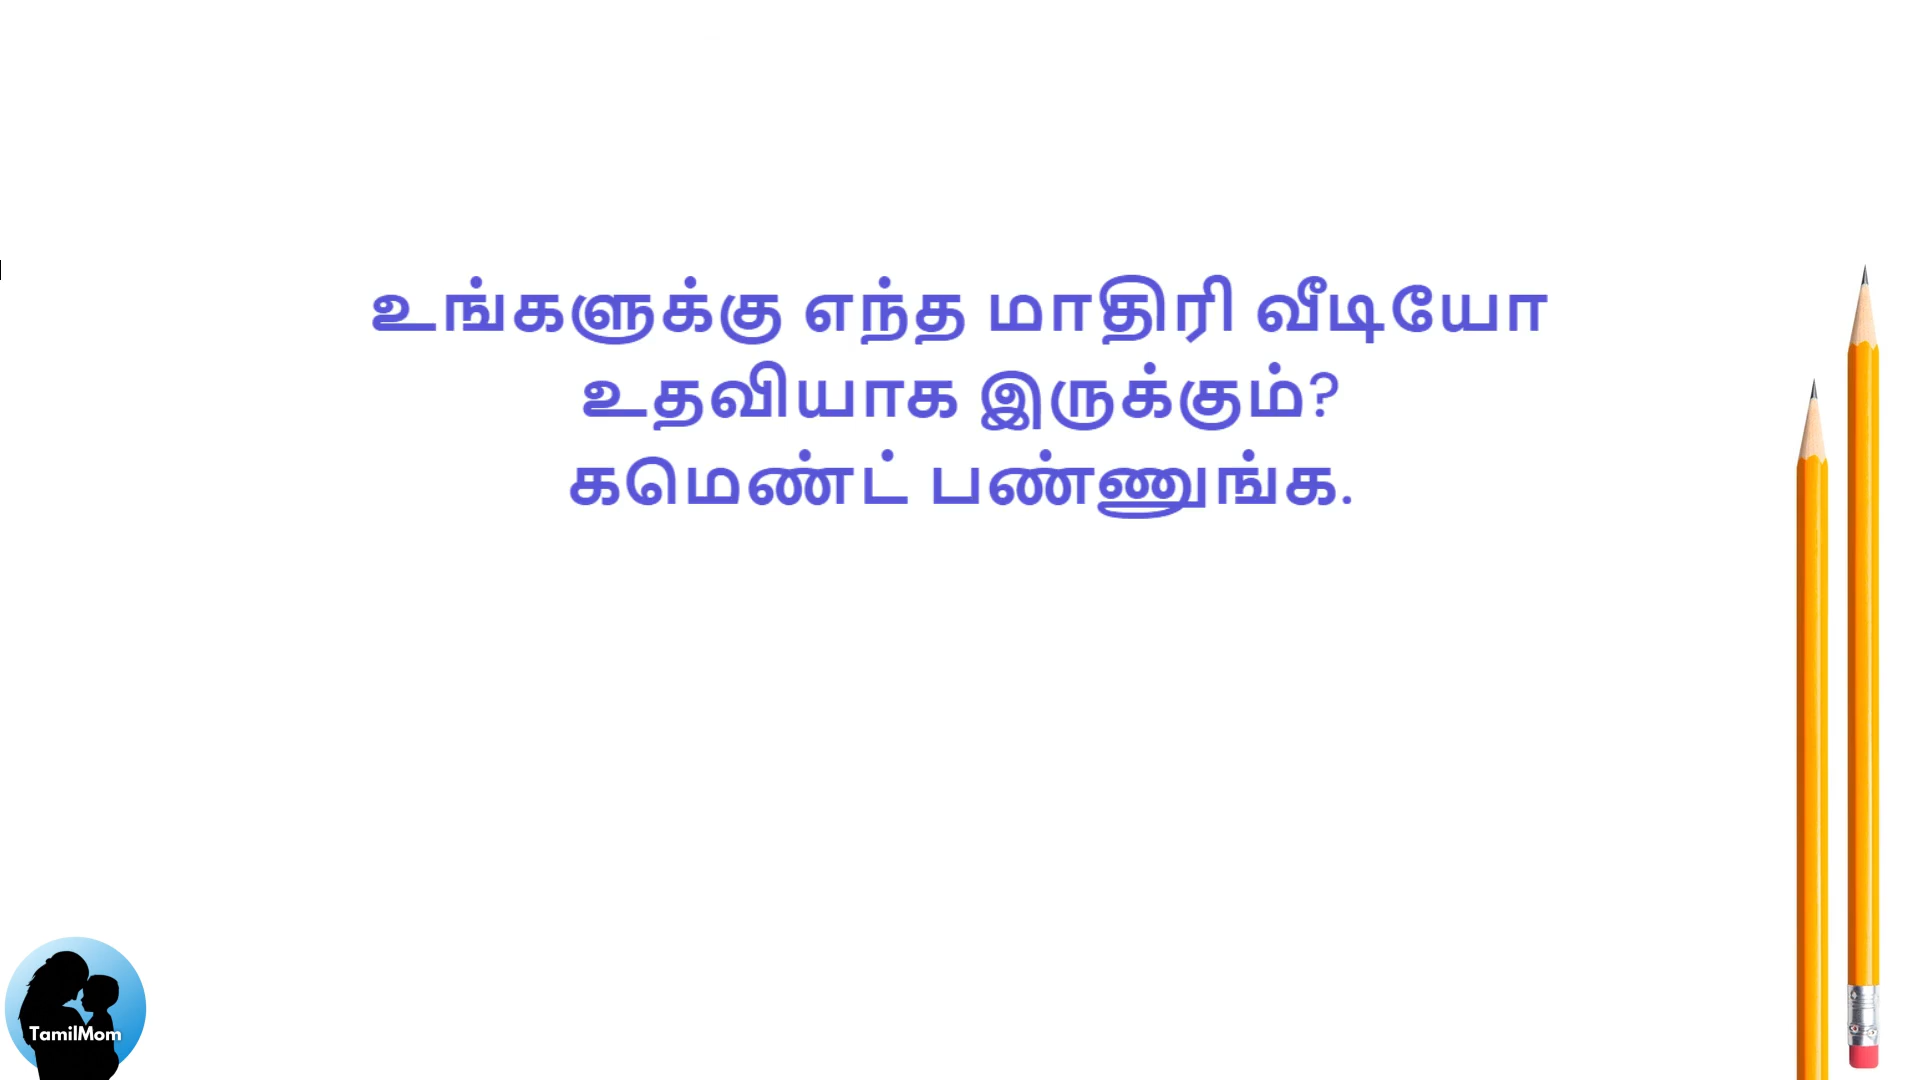 உங்களுக்கு எந்த மாதிரி வீடியோ
உதவியாக இருக்கும்?
கமெண்ட் பண்ணுங்க.
TamilMom